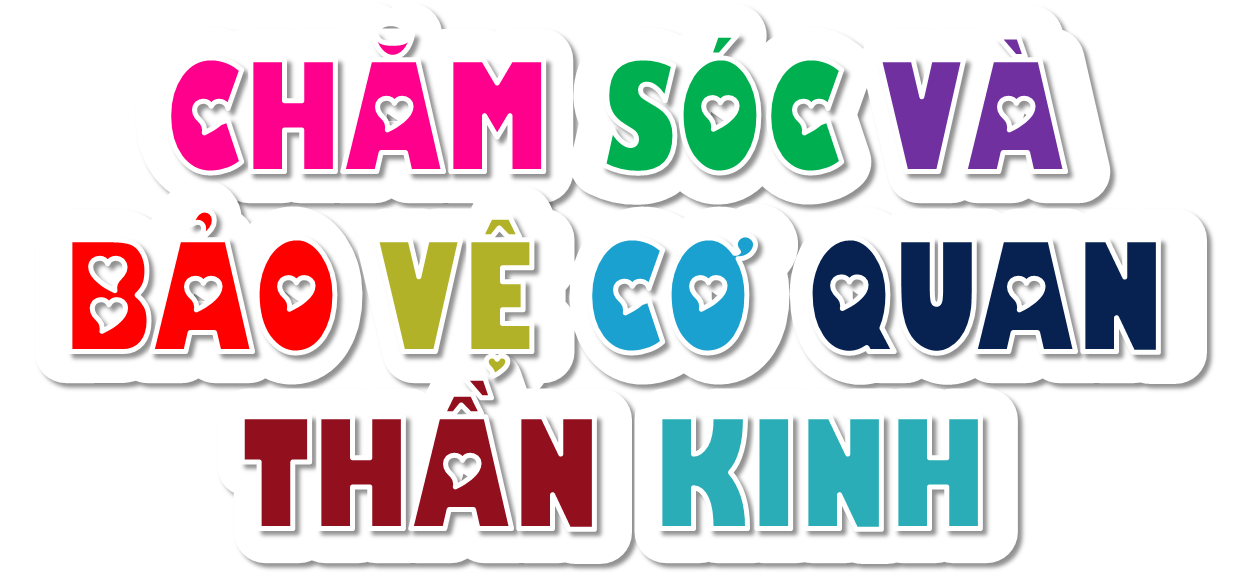 CHĂM SÓC VÀ
BẢO VỆ CƠ QUAN
THẦN KINH